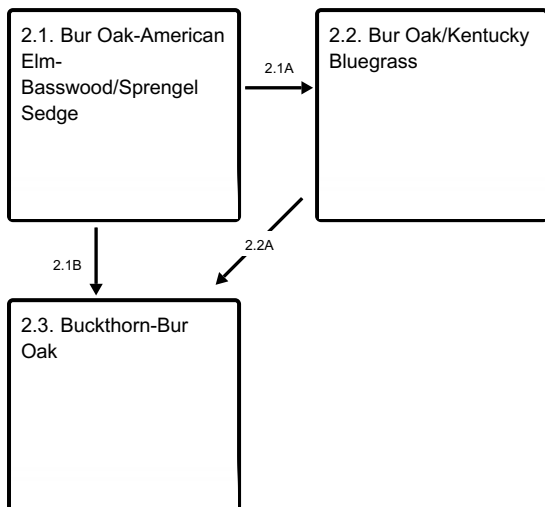 2.1. Bur Oak-American
Elm-
Basswood/Sprengel
Sedge
2.1A
2.2. Bur Oak/Kentucky
Bluegrass
2.1B
2.2A
2.3. Buckthorn-Bur
Oak